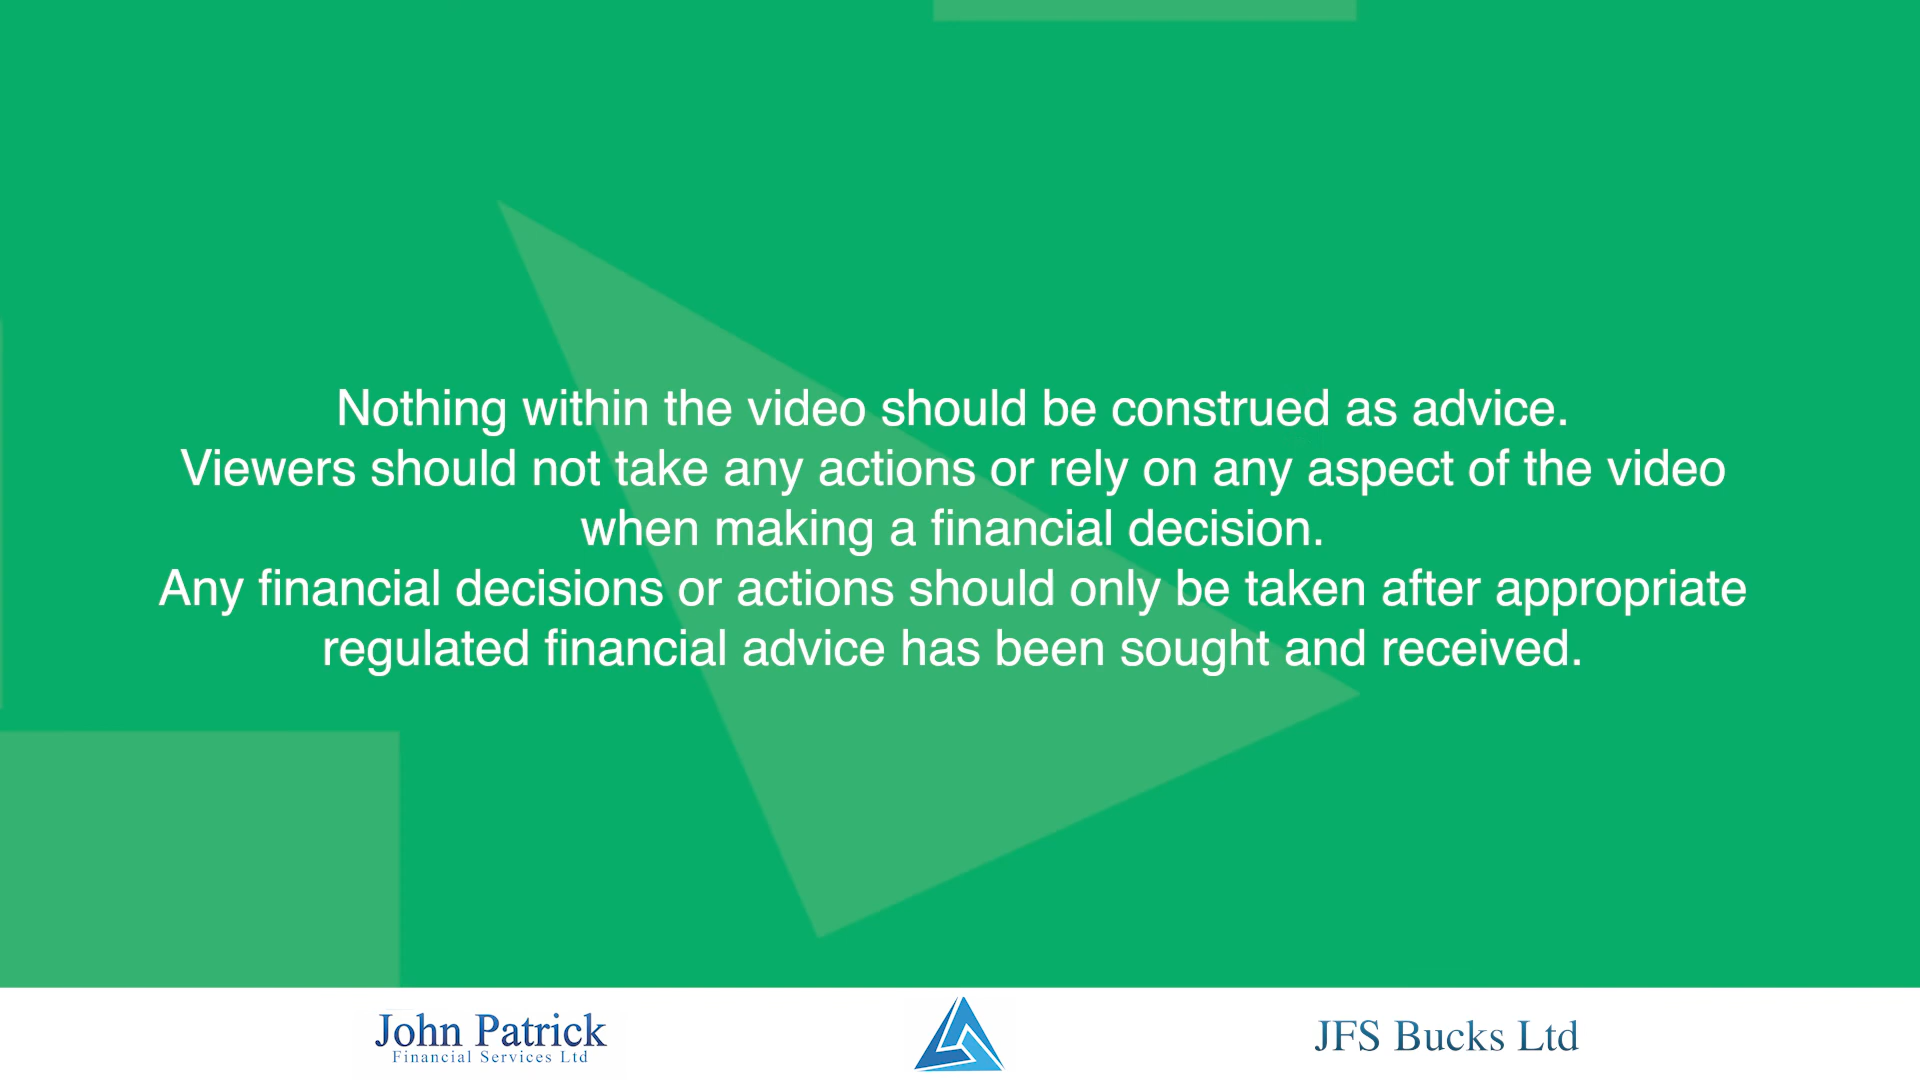 Nothing within the video should be construed as advice.
Viewers should not take any actions or rely on any aspect of the video
when making a financial decision.
Any financial decisions or actions should only be taken after appropriate
regulated financial advice has been sought and received.
John Patrick
Financial Services Ltd
JFS Bucks Ltd